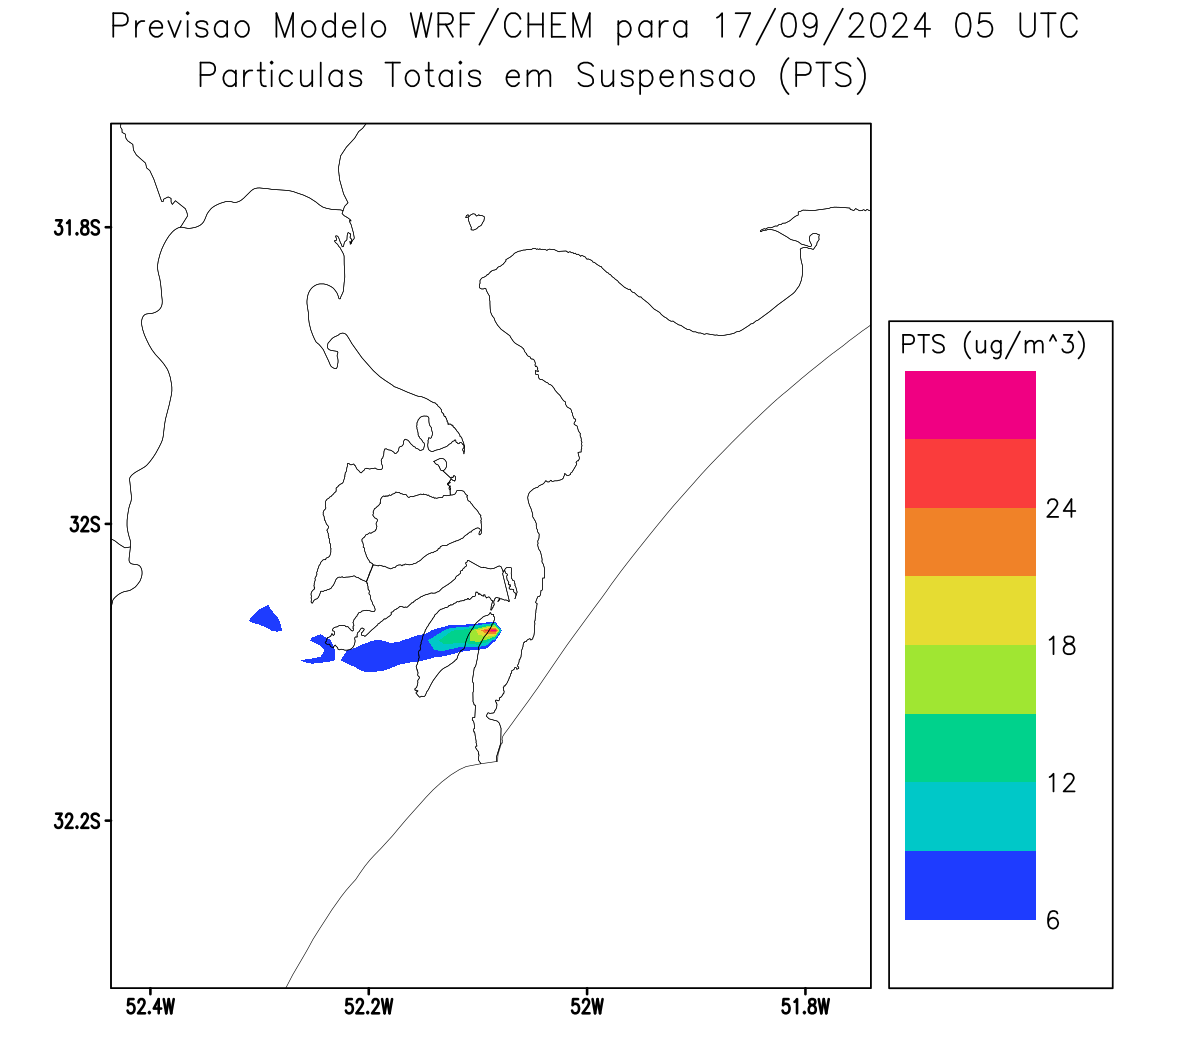 Previsao Modelo WRF/CHEM para 17/09/2024 05 UTC
Particulas Totais em Suspensao (PTS)
31.8S
32S
32.2S
52.4W 52.2W 52W 51.8W
PTS (ug/m^3)
24
18
12
6